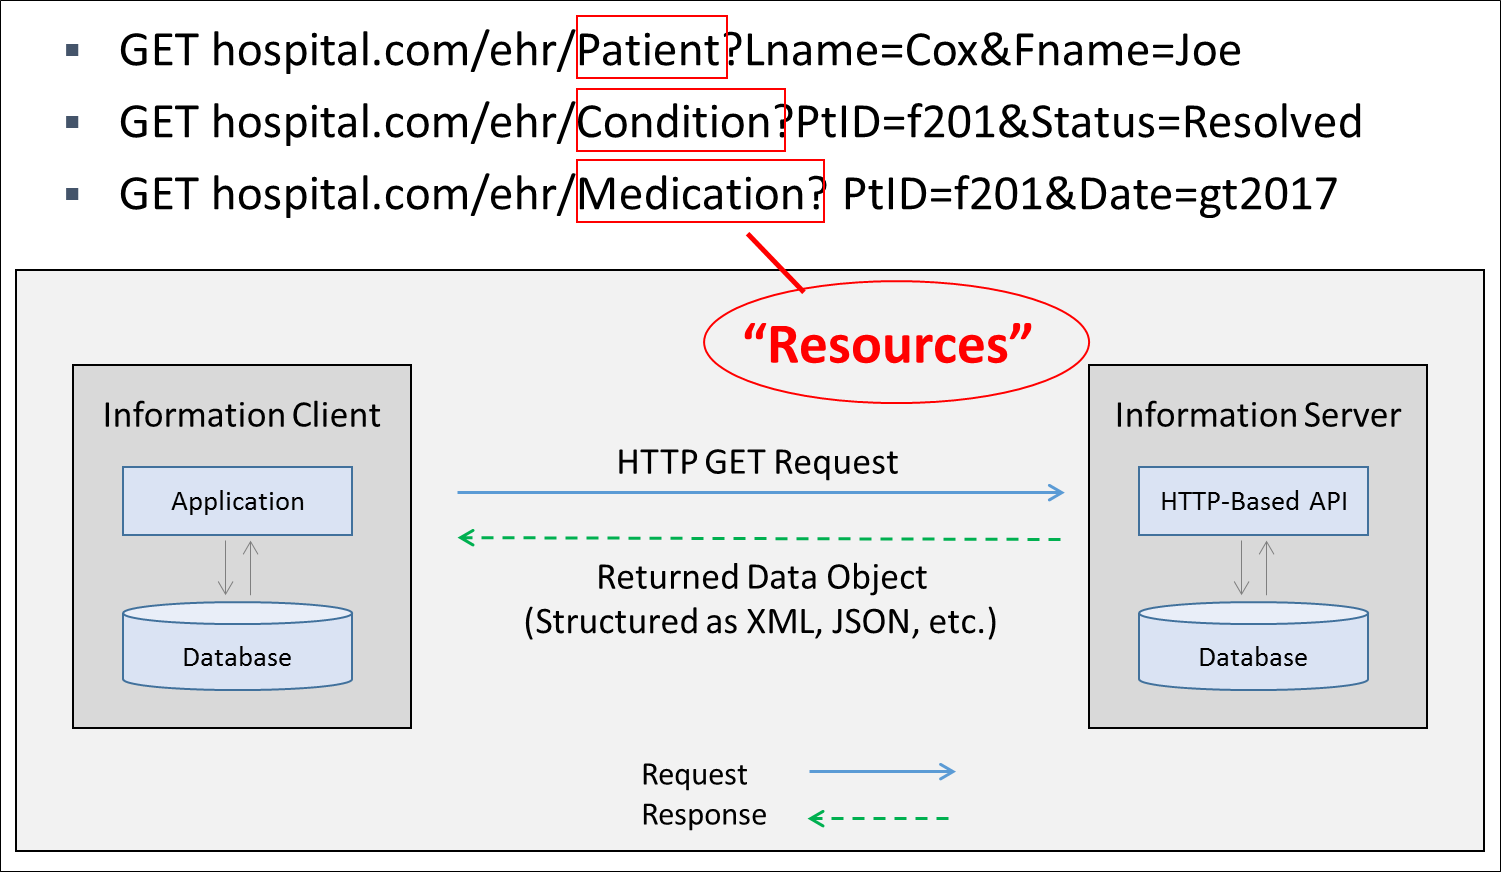 ▪ GET hospital.com/ehr/Patient?Lname=Cox&Fname=Joe
▪ GET hospital.com/ehr/Condition?PtID=f201&Status=Resolved
▪ GET hospital.com/ehr/Medication? PtID=f201&Date=gt2017
“Resources”
Information Client
Information Server
HTTP GET Request
Application
HTTP-Based API
Returned Data Object
(Structured as XML, JSON, etc.)
Database
Database
Request
Response